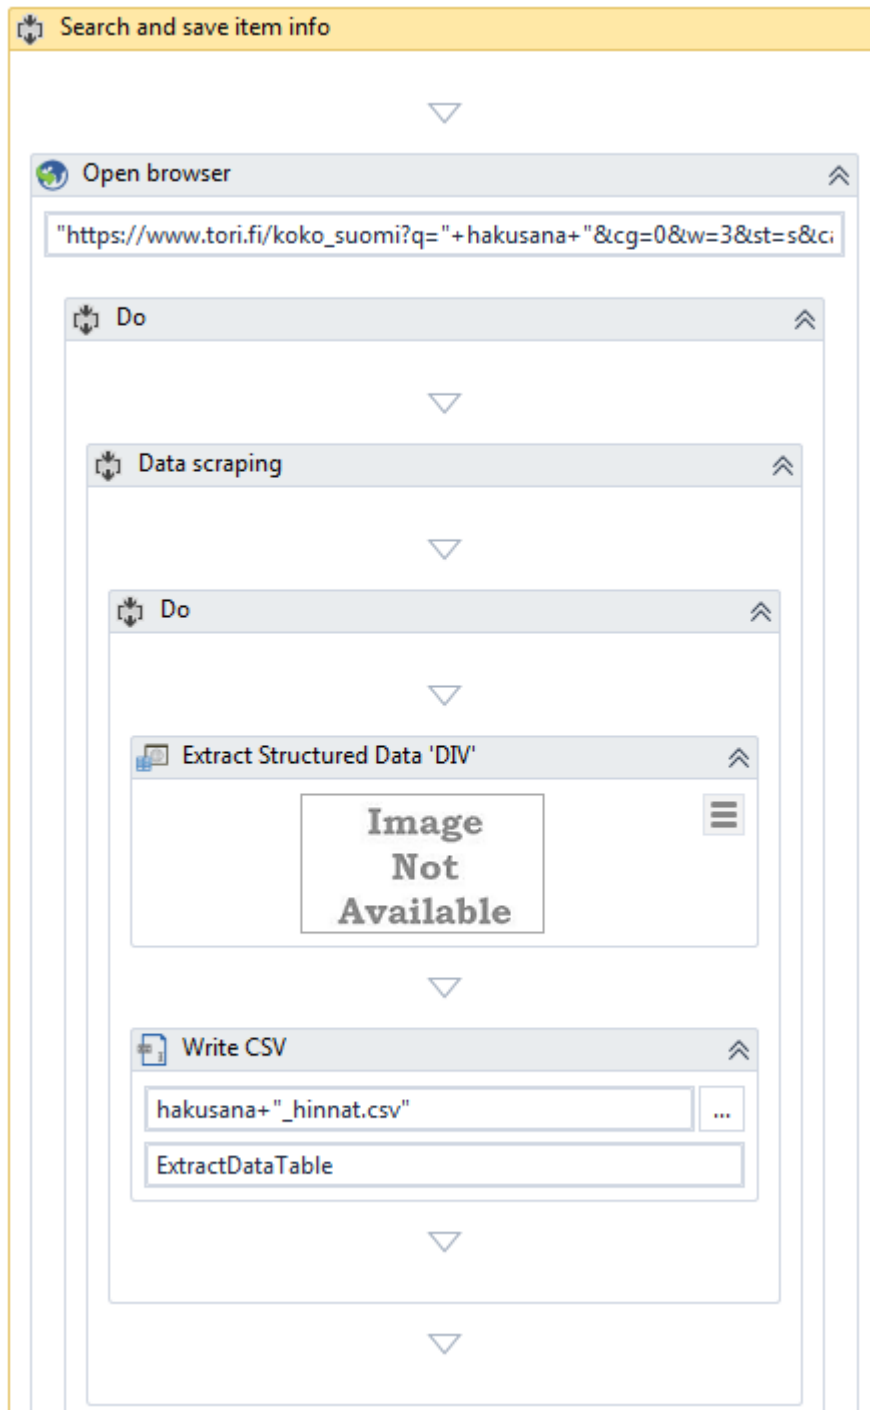 Search and save item info
Open browser
"https://www.tori.fi/koko_suomi?q="+hakusana+"&cg=0&w=3&st=s&ca
Do
Data scraping
Do
Extract Structured Data 'DIV'
Image
Not
Available
Write CSV
hakusana+"_hinnat.csv"
...
ExtractDataTable